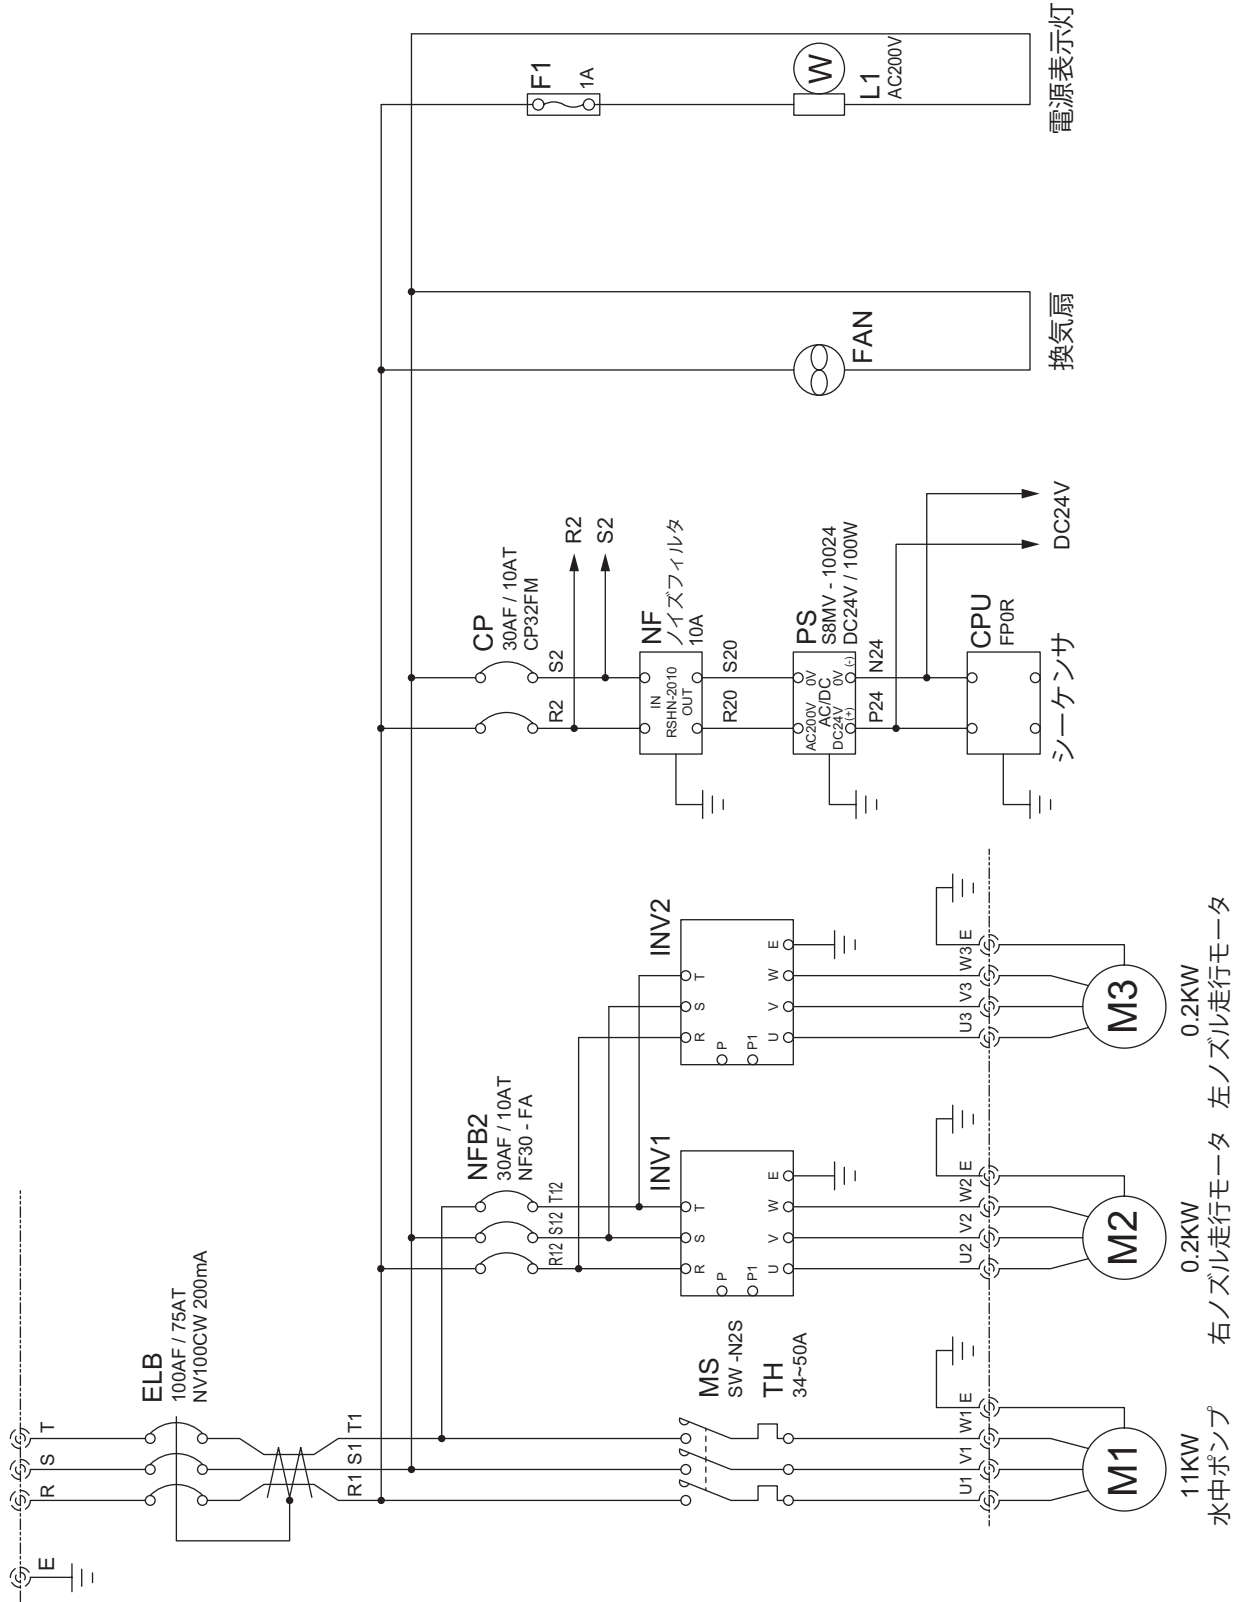 E
R
S
T
ELB
100AF / 75AT
NV100CW 200mA
R1
S1
T1
MS
SW -N2S
TH
34~50A
U1
V1
W1
E
M1
11KW
水中ポンプ
NFB2
30AF / 10AT
NF30 - FA
R12
S12
T12
INV1
R
S
T
P
P1
U
V
W
E
U2
V2
W2
E
M2
0.2KW
右ノズル走行モータ
INV2
R
S
T
P
P1
U
V
W
E
U3
V3
W3
E
M3
0.2KW
左ノズル走行モータ
CP
30AF / 10AT
CP32FM
R2
S2
R2
S2
NF
ノイズフィルタ
10A
IN
RSHN-2010
OUT
R20
S20
PS
S8MV - 10024
DC24V / 100W
AC200V 0V
AC/DC
DC24V 0V
(+) (-)
P24
N24
CPU
FP0R
シーケンサ
DC24V
FAN
換気扇
F1
1A
W
L1
AC200V
電源表示灯